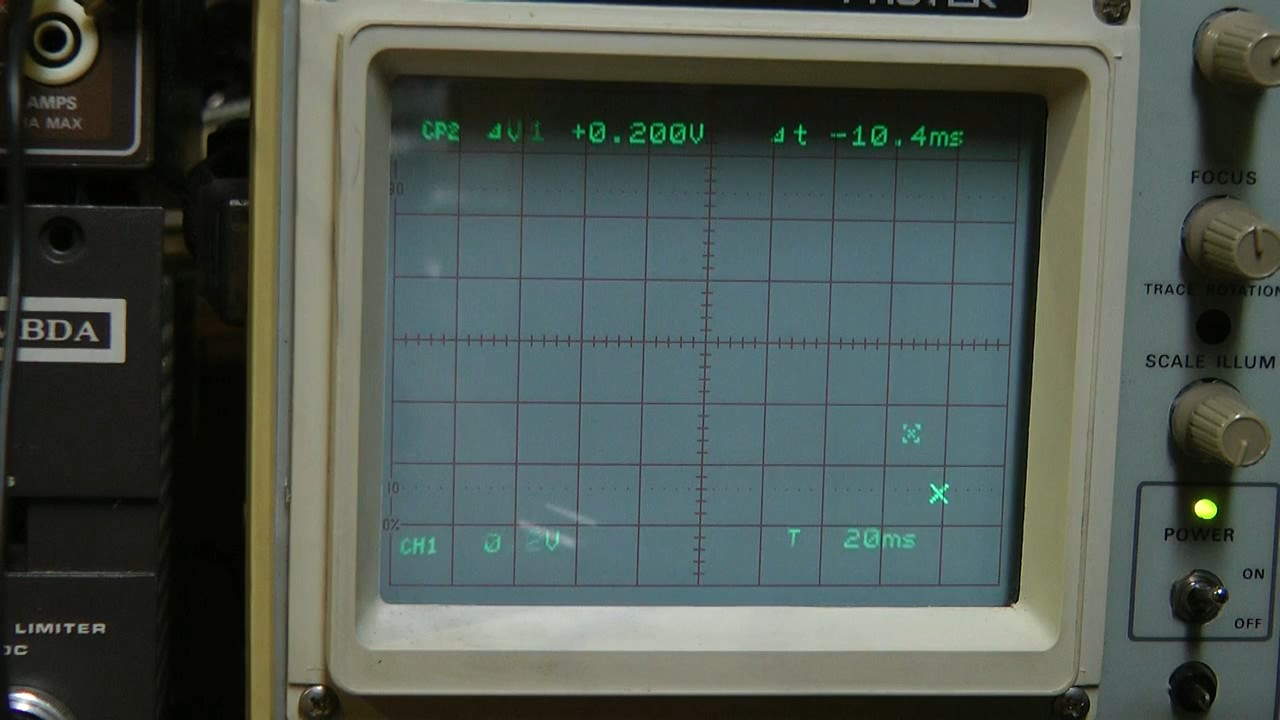 AMPS
A MAX
CP2 ΔV1 +0.200V Δt -10.4ms
90
FOCUS
BDA
TRACE ROTATION
SCALE ILLUM
10
0%
CH1 0.2V T 20ms
POWER
ON
OFF
LIMITER
DC